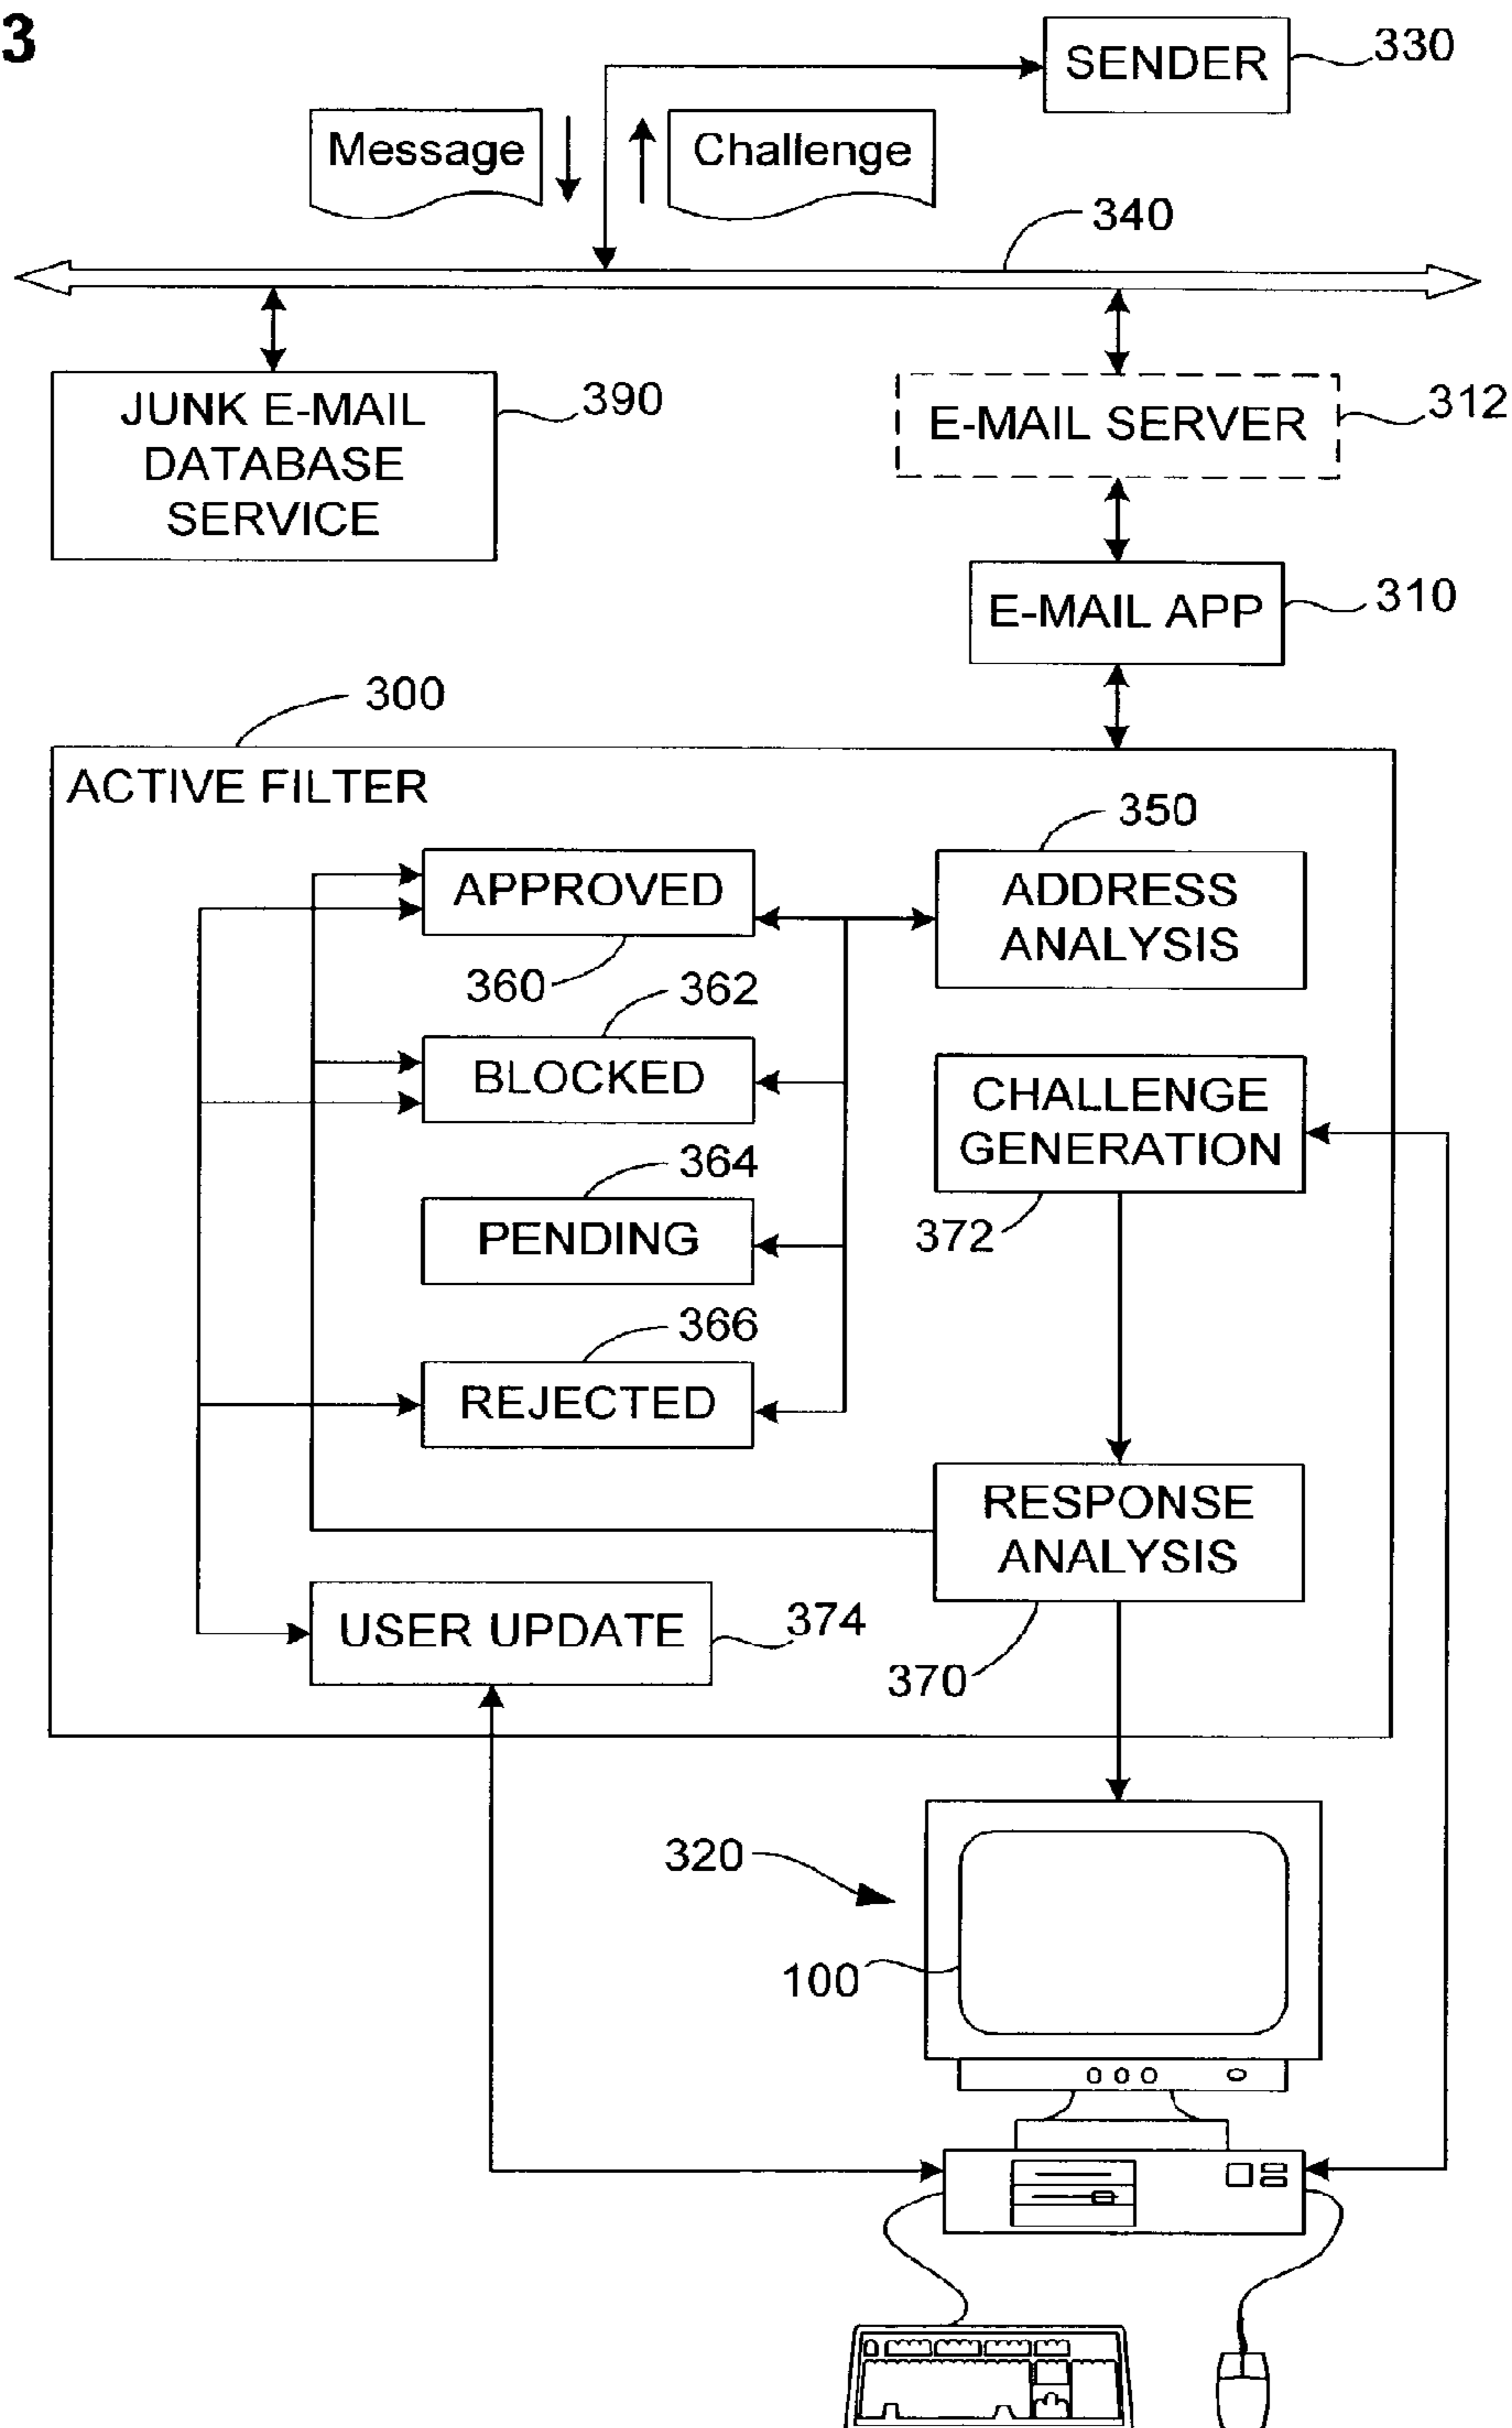 3
SENDER
330
Message
Challenge
340
JUNK E-MAIL
DATABASE
SERVICE
390
E-MAIL SERVER
312
E-MAIL APP
310
300
ACTIVE FILTER
350
APPROVED
ADDRESS
ANALYSIS
360
362
BLOCKED
CHALLENGE
GENERATION
364
372
PENDING
366
REJECTED
RESPONSE
ANALYSIS
USER UPDATE
374
370
320
100